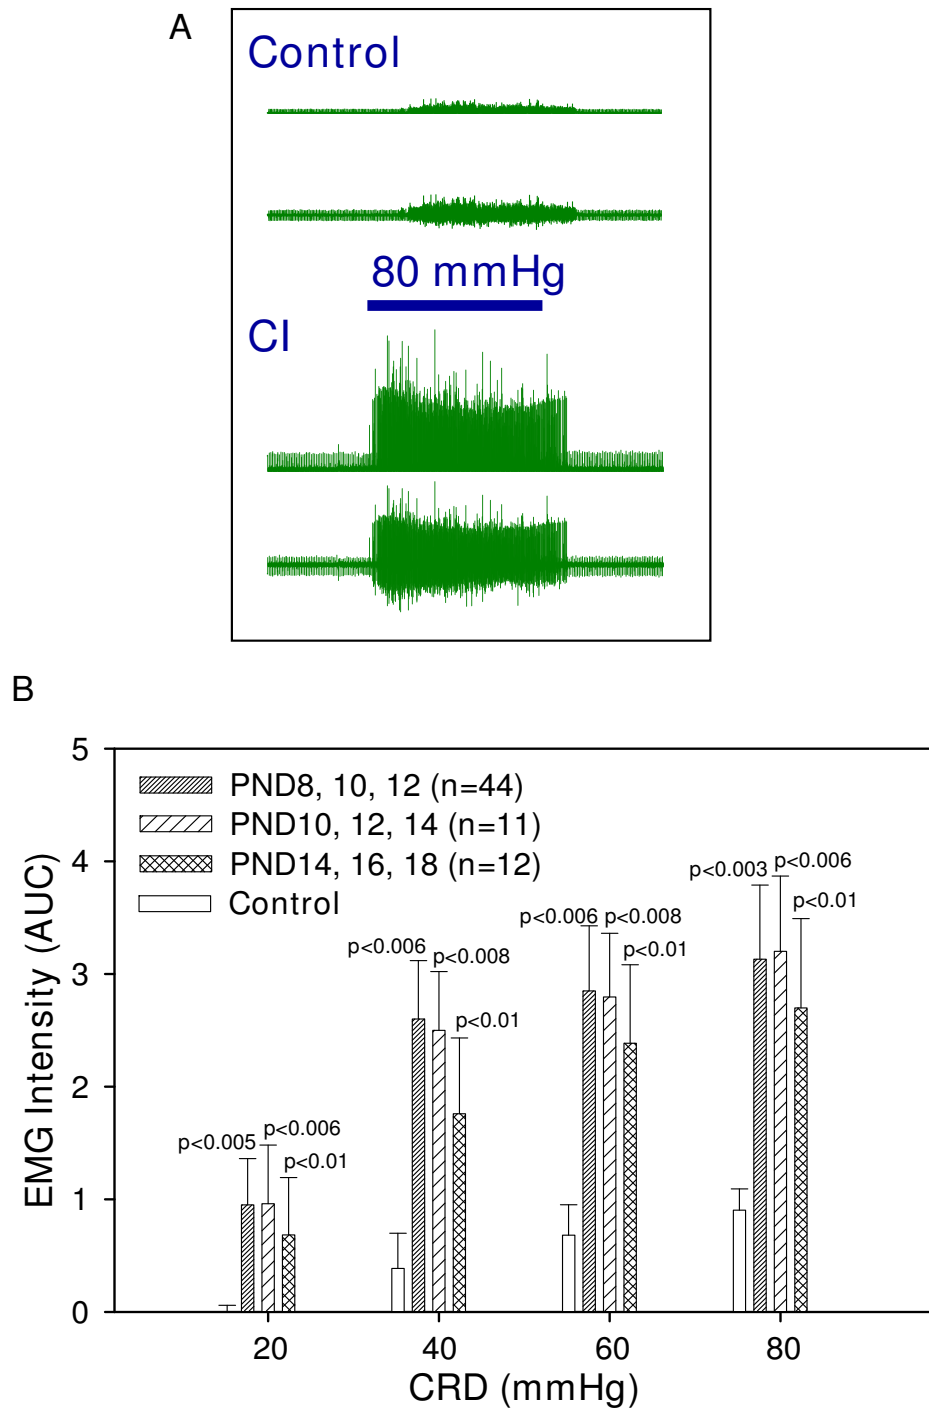 A
Control
80 mmHg
CI
B
EMG Intensity (AUC)
5
4
3
2
1
0
PND8, 10, 12 (n=44)
PND10, 12, 14 (n=11)
PND14, 16, 18 (n=12)
Control
p<0.005
p<0.006
p<0.01
p<0.006
p<0.008
p<0.01
p<0.006
p<0.008
p<0.01
p<0.003
p<0.006
p<0.01
20 40 60 80
CRD (mmHg)